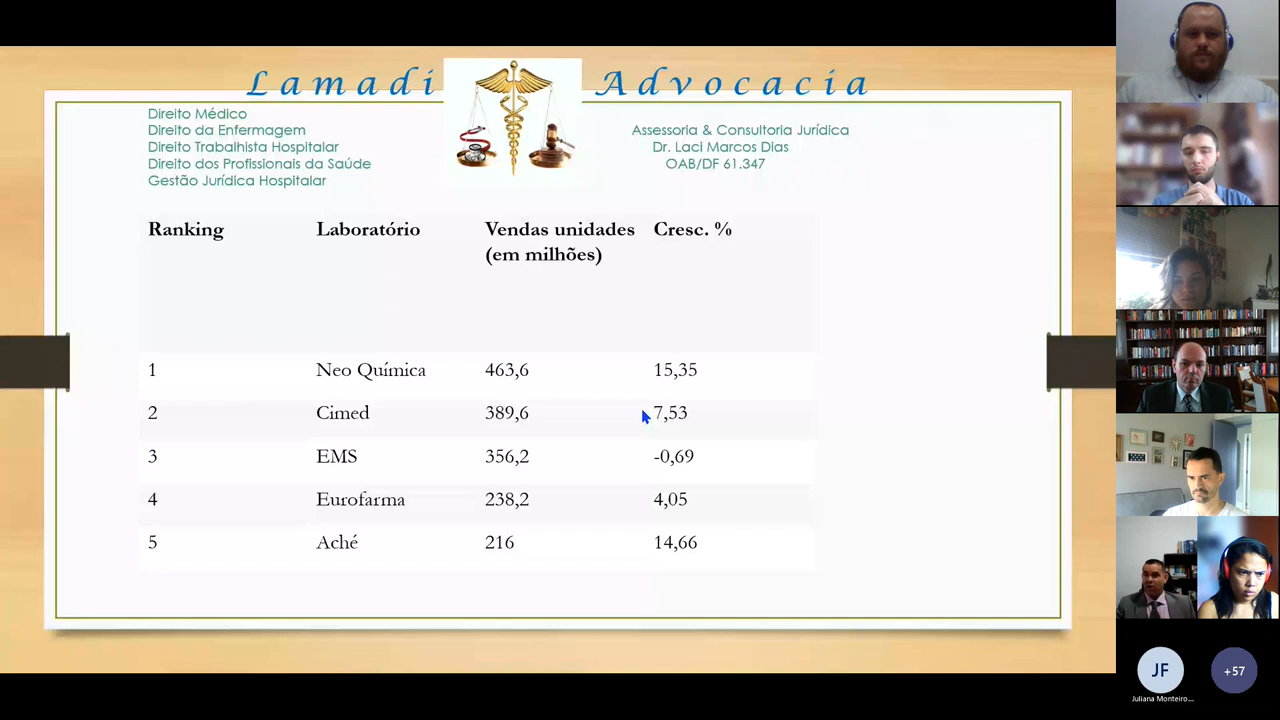 Lamadi Advocacia
Direito Médico
Direito da Enfermagem
Direito Trabalhista Hospitalar
Direito dos Profissionais da Saúde
Gestão Jurídica Hospitalar
Assessoria & Consultoria Jurídica
Dr. Laci Marcos Dias
OAB/DF 61.347
Ranking Laboratório Vendas unidades (em milhões) Cresc. %
1 Neo Química 463,6 15,35
2 Cimed 389,6 7,53
3 EMS 356,2 -0,69
4 Eurofarma 238,2 4,05
5 Aché 216 14,66
JF
Juliana Monteiro...
+57